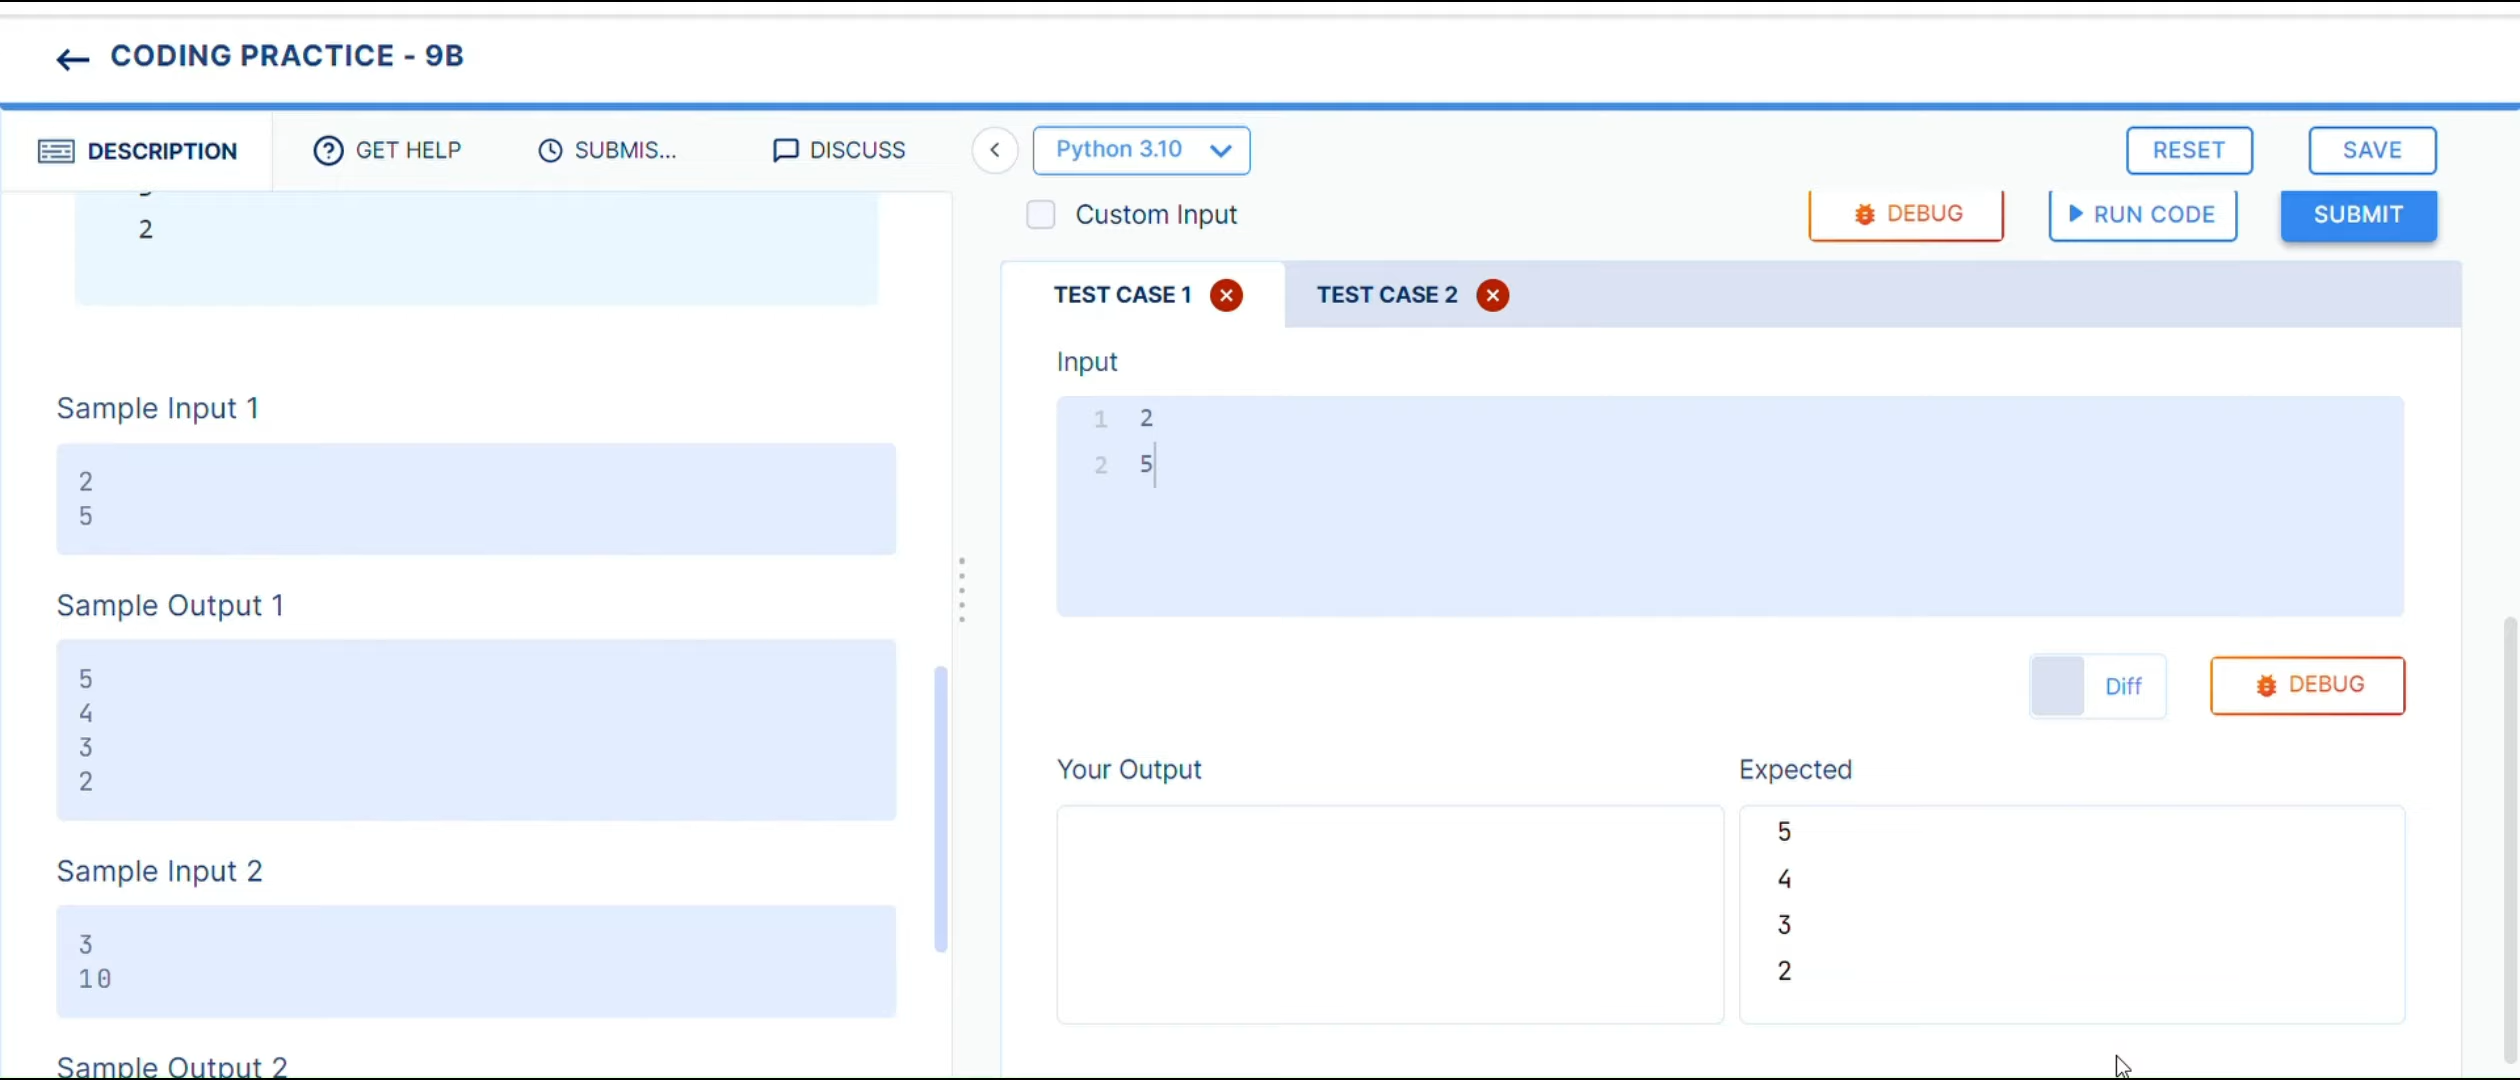 CODING PRACTICE - 9B
DESCRIPTION
GET HELP
SUBMIS...
DISCUSS
Python 3.10
RESET
SAVE
2
Sample Input 1
2
5
Sample Output 1
5
4
3
2
Sample Input 2
3
10
Sample Output 2
Custom Input
DEBUG
RUN CODE
SUBMIT
TEST CASE 1
TEST CASE 2
Input
1 2
2 5
Diff
DEBUG
Your Output
Expected
5
4
3
2